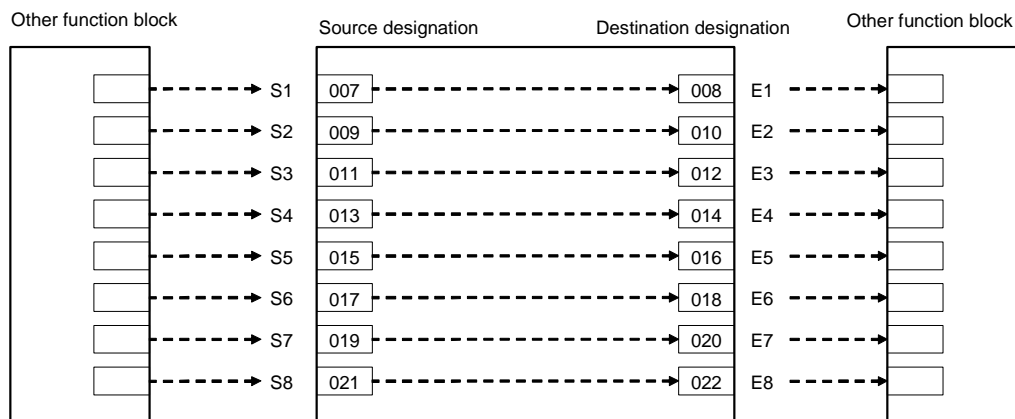 Other function block
Source designation
Destination designation
Other function block
S1 007 008 E1
S2 009 010 E2
S3 011 012 E3
S4 013 014 E4
S5 015 016 E5
S6 017 018 E6
S7 019 020 E7
S8 021 022 E8